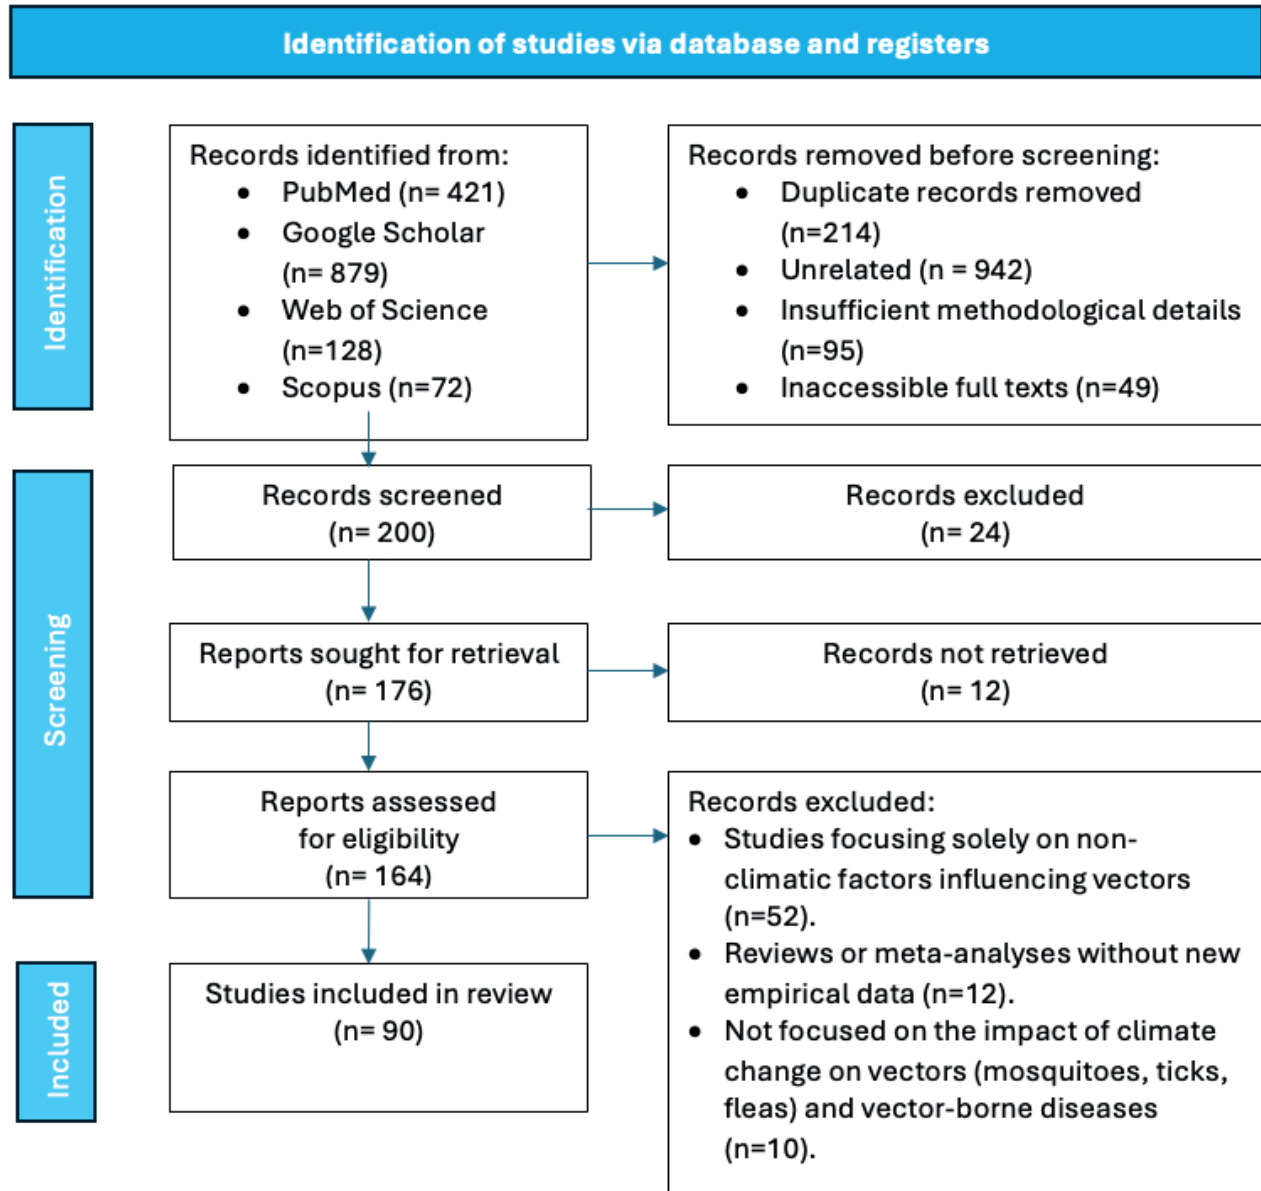 Identification of studies via database and registers
Identification
Records identified from:
• PubMed (n= 421)
• Google Scholar
(n= 879)
• Web of Science
(n=128)
• Scopus (n=72)
Records removed before screening:
• Duplicate records removed
(n=214)
• Unrelated (n = 942)
• Insufficient methodological details
(n=95)
• Inaccessible full texts (n=49)
Screening
Records screened
(n= 200)
Records excluded
(n= 24)
Reports sought for retrieval
(n= 176)
Records not retrieved
(n= 12)
Reports assessed
for eligibility
(n= 164)
Records excluded:
• Studies focusing solely on non-
climatic factors influencing vectors
(n=52).
• Reviews or meta-analyses without new
empirical data (n=12).
• Not focused on the impact of climate
change on vectors (mosquitoes, ticks,
fleas) and vector-borne diseases
(n=10).
Included
Studies included in review
(n= 90)